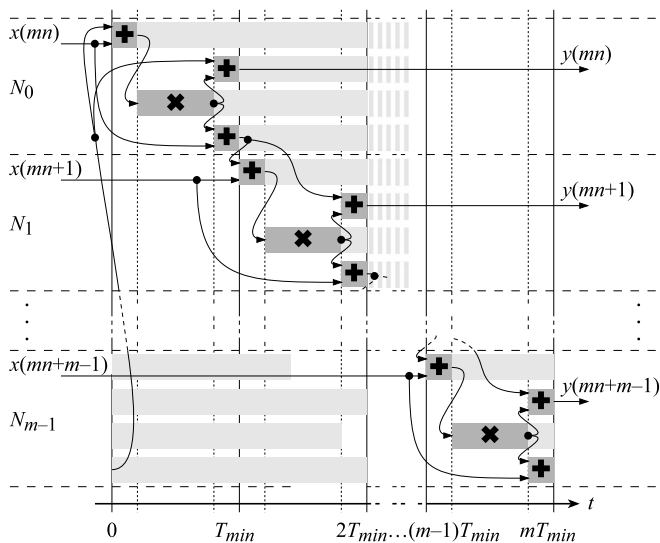 x(mn)
y(mn)
N0
x(mn+1)
y(mn+1)
N1
x(mn+m–1)
y(mn+m–1)
Nm–1
t
0 Tmin 2Tmin...(m–1)Tmin mTmin